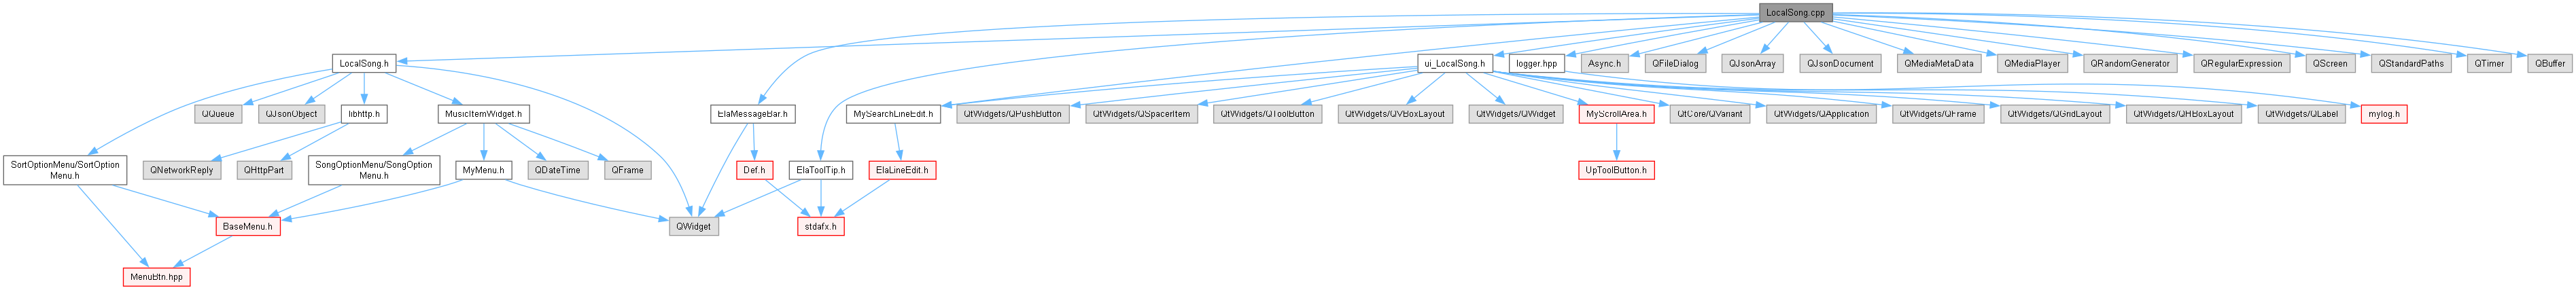 LocalSong.cpp
LocalSong.h
ui_LocalSong.h
logger.hpp
Async.h
QFileDialog
QJsonArray
QJsonDocument
QMediaMetaData
QMediaPlayer
QRandomGenerator
QRegularExpression
QScreen
QStandardPaths
QTimer
QBuffer
QQueue
QJsonObject
libhttp.h
MusicItemWidget.h
ElaMessageBar.h
MySearchLineEdit.h
QtWidgets/QPushButton
QtWidgets/QSpacerItem
QtWidgets/QToolButton
QtWidgets/QVBoxLayout
QtWidgets/QWidget
MyScrollArea.h
QtCore/QVariant
QtWidgets/QApplication
QtWidgets/QFrame
QtWidgets/QGridLayout
QtWidgets/QHBoxLayout
QtWidgets/QLabel
mylog.h
SortOptionMenu/SortOption
Menu.h
QNetworkReply
QHttpPart
SongOptionMenu/SongOption
Menu.h
MyMenu.h
QDateTime
QFrame
Def.h
ElaToolTip.h
ElaLineEdit.h
UpToolButton.h
BaseMenu.h
QWidget
stdafx.h
MenuBtn.hpp